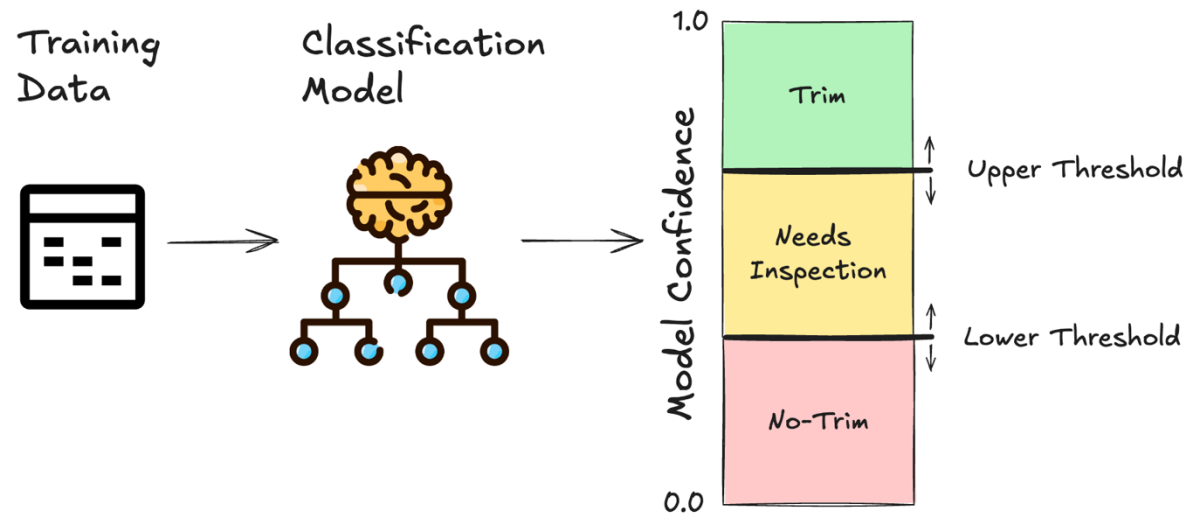 Training
Data
Classification
Model
1.0
Model Confidence
Trim
Upper Threshold
Needs
Inspection
Lower Threshold
No-Trim
0.0